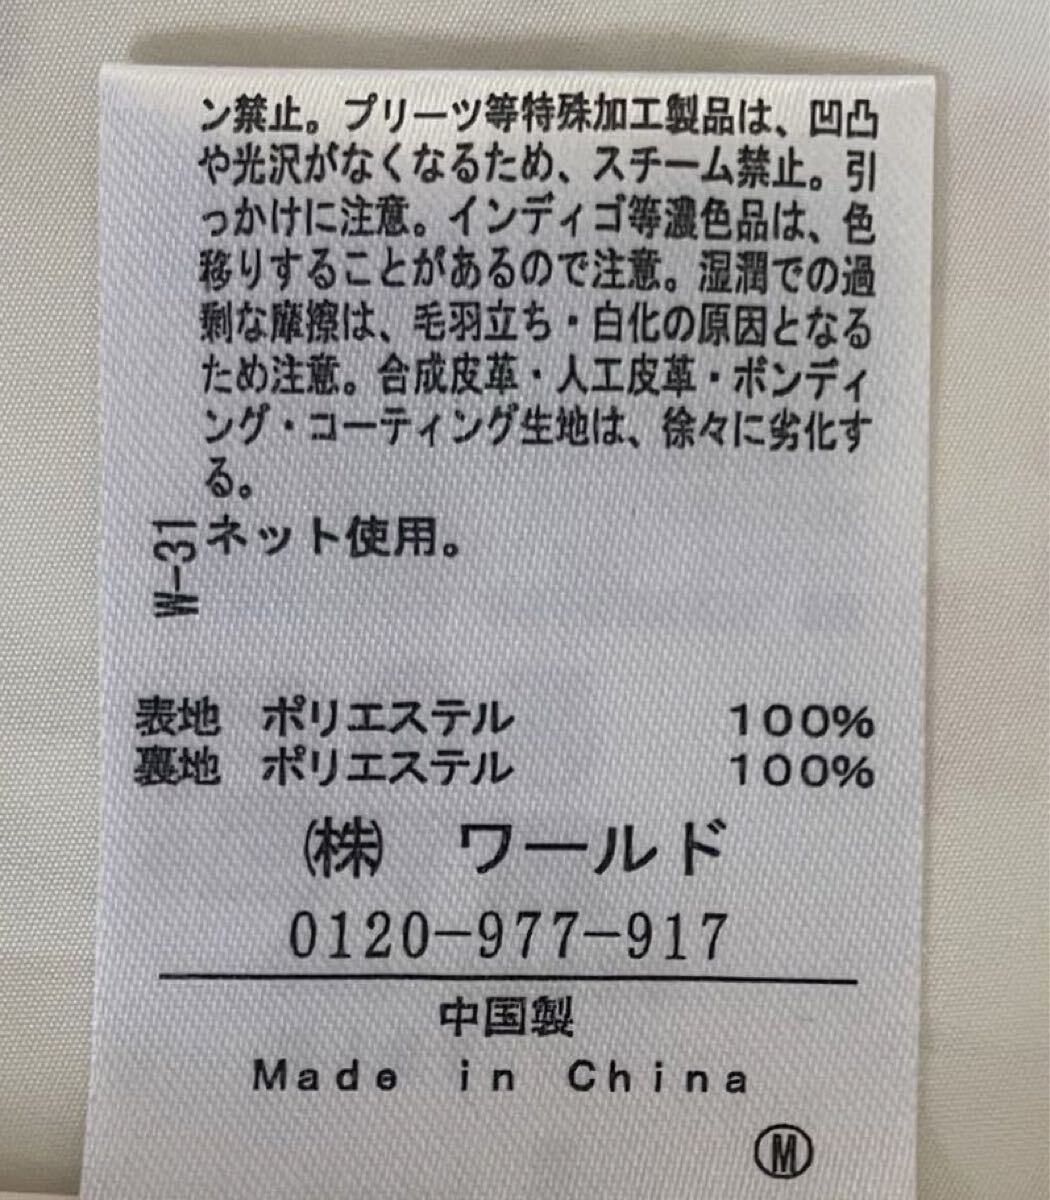 ン禁止。プリーツ等特殊加工製品は、凹凸
や光沢がなくなるため、スチーム禁止。引
っかけに注意。インディゴ等濃色品は、色
移りすることがあるので注意。湿潤での過
剰な摩擦は、毛羽立ち・白化の原因となる
ため注意。合成皮革・人工皮革・ボンディ
ング・コーティング生地は、徐々に劣化す
る。
ネット使用。
W-31
表地 ポリエステル 100%
裏地 ポリエステル 100%
㈱ ワールド
0120-977-917
中国製
Made in China
Ⓜ